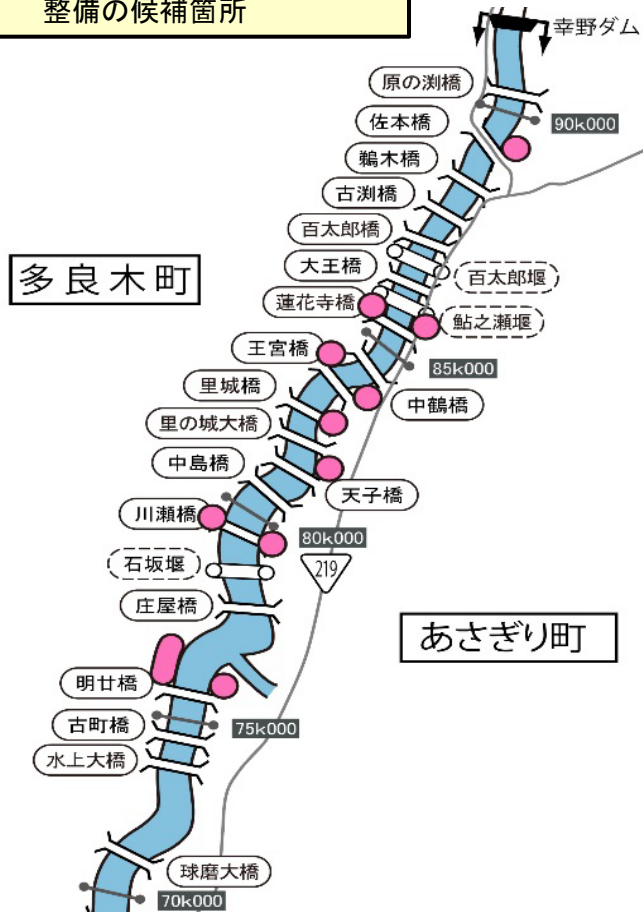 整備の候補箇所
幸野ダム
原の渕橋
佐本橋
90k000
鵜木橋
古渕橋
百太郎橋
大王橋
百太郎堰
多良木町
蓮花寺橋
鮎之瀬堰
王宮橋
85k000
里城橋
中鶴橋
里の城大橋
中島橋
天子橋
川瀬橋
80k000
石坂堰
219
庄屋橋
あさぎり町
明廿橋
古町橋
75k000
水上大橋
球磨大橋
70k000